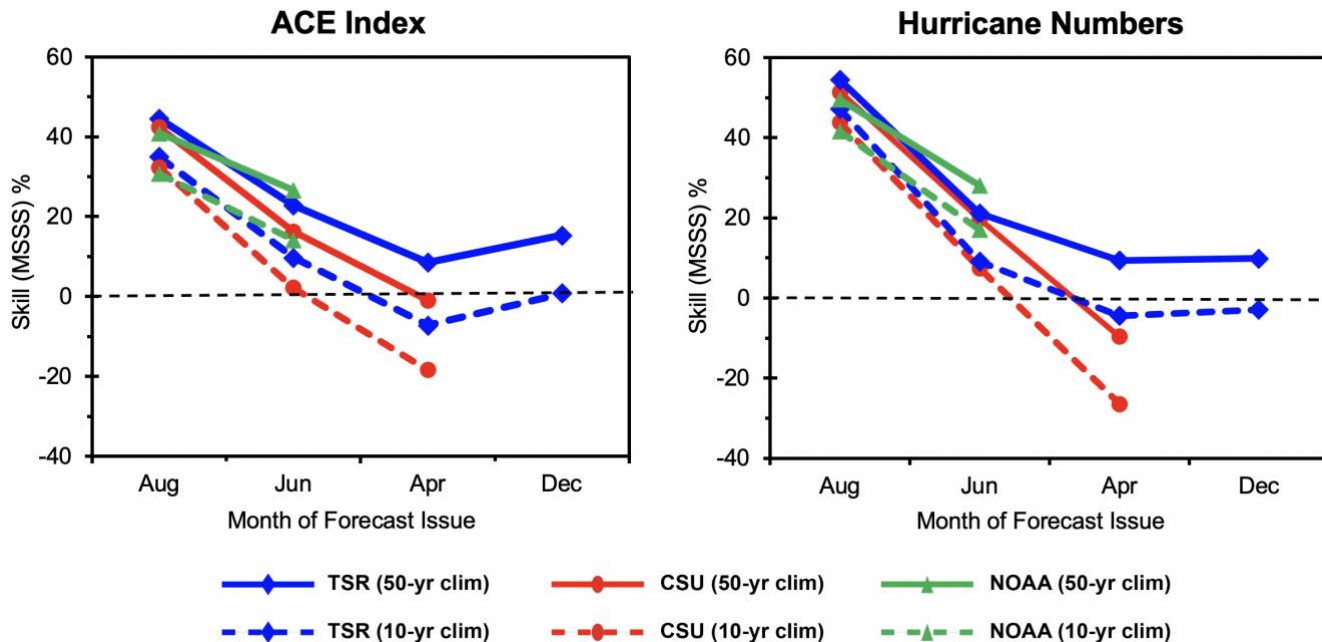 ACE Index
Skill (MSSS) %
60
40
20
0
-20
-40
Aug Jun Apr Dec
Month of Forecast Issue
Hurricane Numbers
Skill (MSSS) %
60
40
20
0
-20
-40
Aug Jun Apr Dec
Month of Forecast Issue
TSR (50-yr clim) CSU (50-yr clim) NOAA (50-yr clim)
TSR (10-yr clim) CSU (10-yr clim) NOAA (10-yr clim)